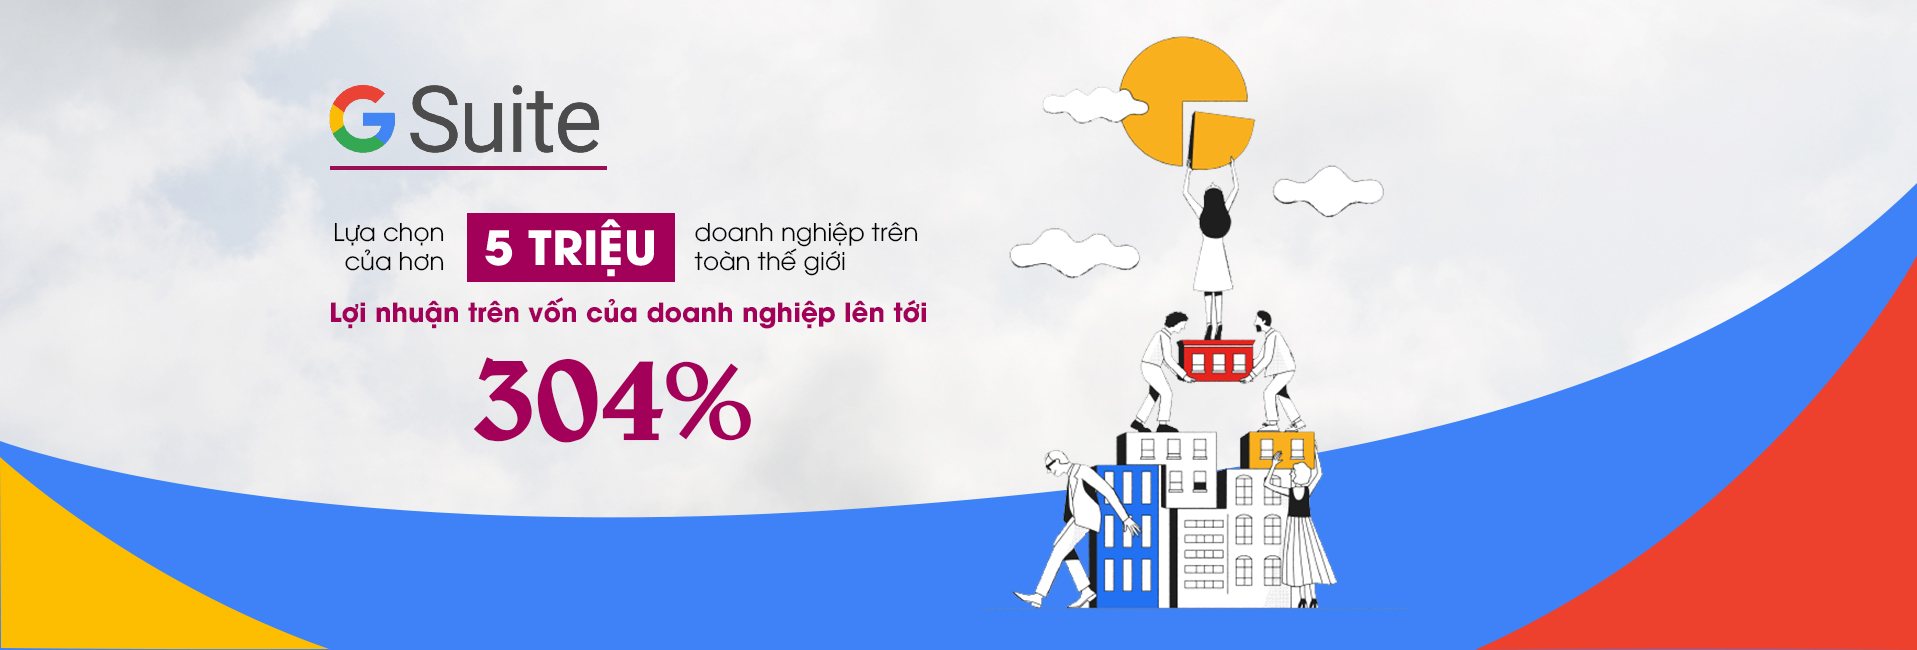 G Suite
Lựa chọn
của hơn
5 TRIỆU
doanh nghiệp trên
toàn thế giới
Lợi nhuận trên vốn của doanh nghiệp lên tới
304%